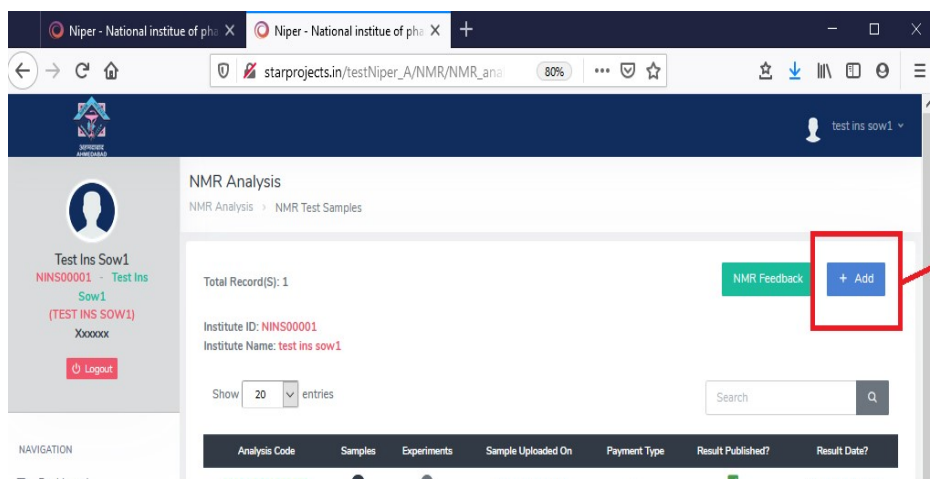 Niper - National institue of pha
Niper - National institue of pha
starprojects.in/testNiper_A/NMR/NMR_ana
80%
अहमदाबाद
AHMEDABAD
test ins sow1
NMR Analysis
NMR Analysis > NMR Test Samples
Test Ins Sow1
NINS00001 - Test Ins
Sow1
(TEST INS SOW1)
Xxxxxx
Logout
Total Record(S): 1
NMR Feedback
+ Add
Institute ID: NINS00001
Institute Name: test ins sow1
Show 20 entries
Search
NAVIGATION
Analysis Code Samples Experiments Sample Uploaded On Payment Type Result Published? Result Date?